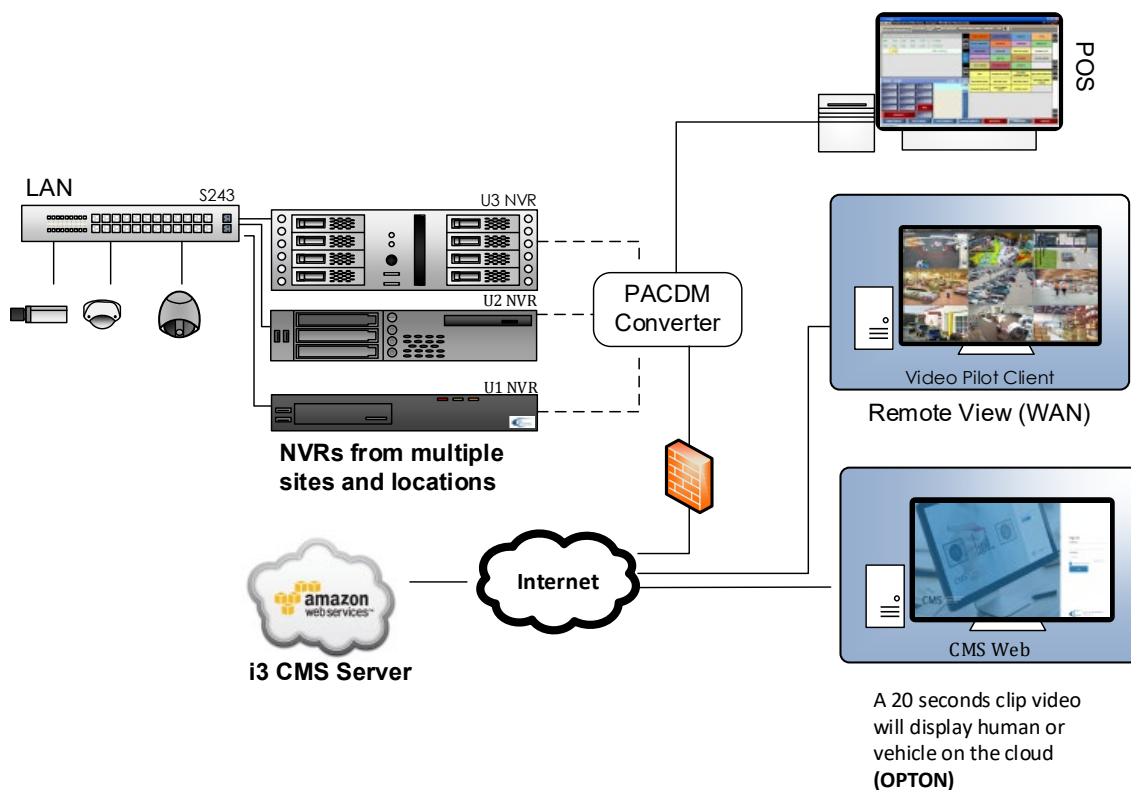 POS
LAN
S243
U3 NVR
U2 NVR
U1 NVR
PACDM
Converter
NVRs from multiple
sites and locations
Video Pilot Client
Remote View (WAN)
Internet
amazon
web services™
i3 CMS Server
CMS
CMS Web
A 20 seconds clip video
will display human or
vehicle on the cloud
(OPTON)